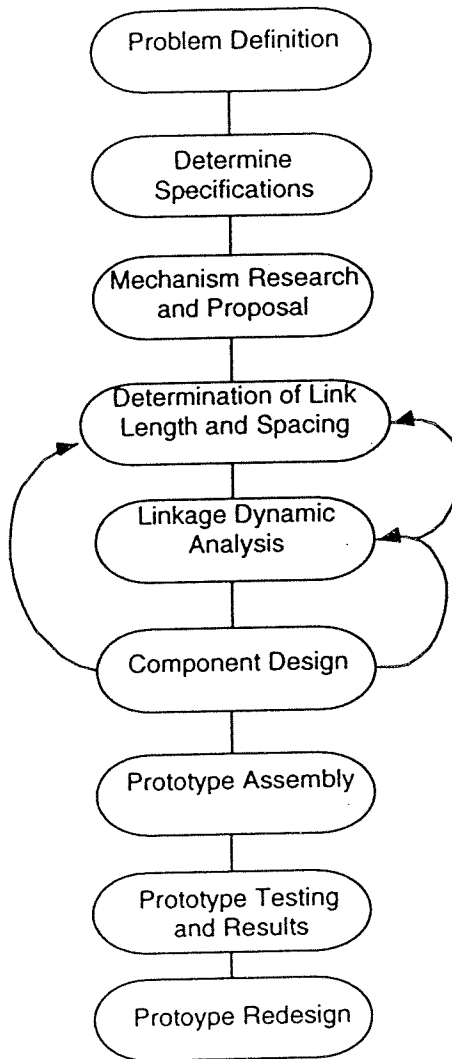 Problem Definition
Determine
Specifications
Mechanism Research
and Proposal
Determination of Link
Length and Spacing
Linkage Dynamic
Analysis
Component Design
Prototype Assembly
Prototype Testing
and Results
Protoype Redesign